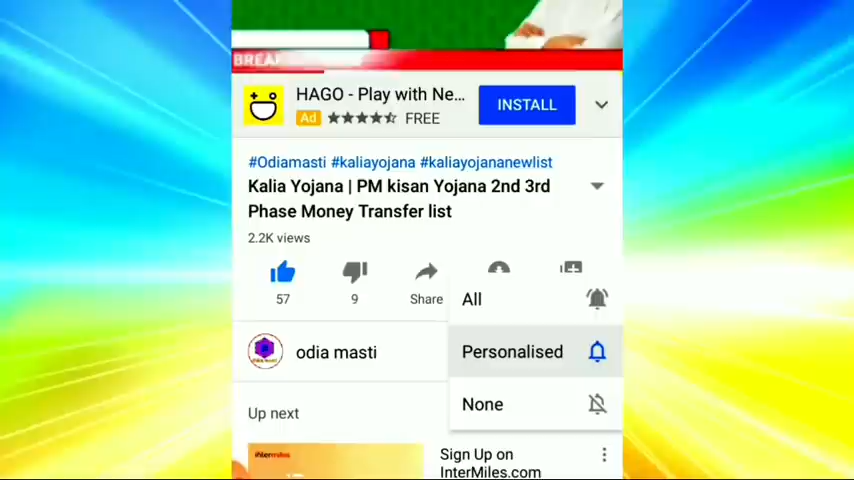 BREAK
HAGO - Play with Ne...
INSTALL
Ad
FREE
#Odiamasti #kaliayojana #kaliayojananewlist
Kalia Yojana | PM kisan Yojana 2nd 3rd
Phase Money Transfer list
2.2K views
57
9
Share
All
odia masti
Personalised
None
Up next
intermiles
Sign Up on
InterMiles.com